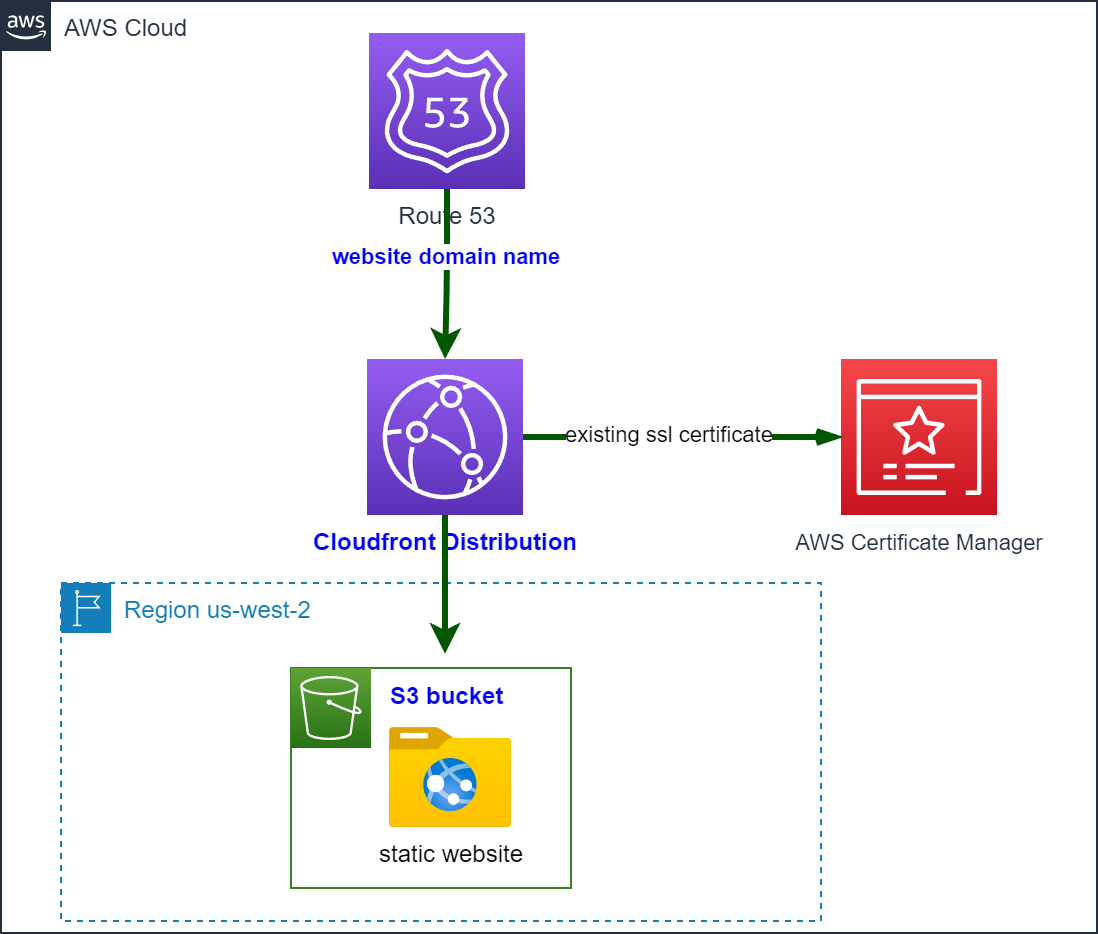 aws
AWS Cloud
53
Route 53
website domain name
existing ssl certificate
Cloudfront Distribution
AWS Certificate Manager
Region us-west-2
S3 bucket
static website